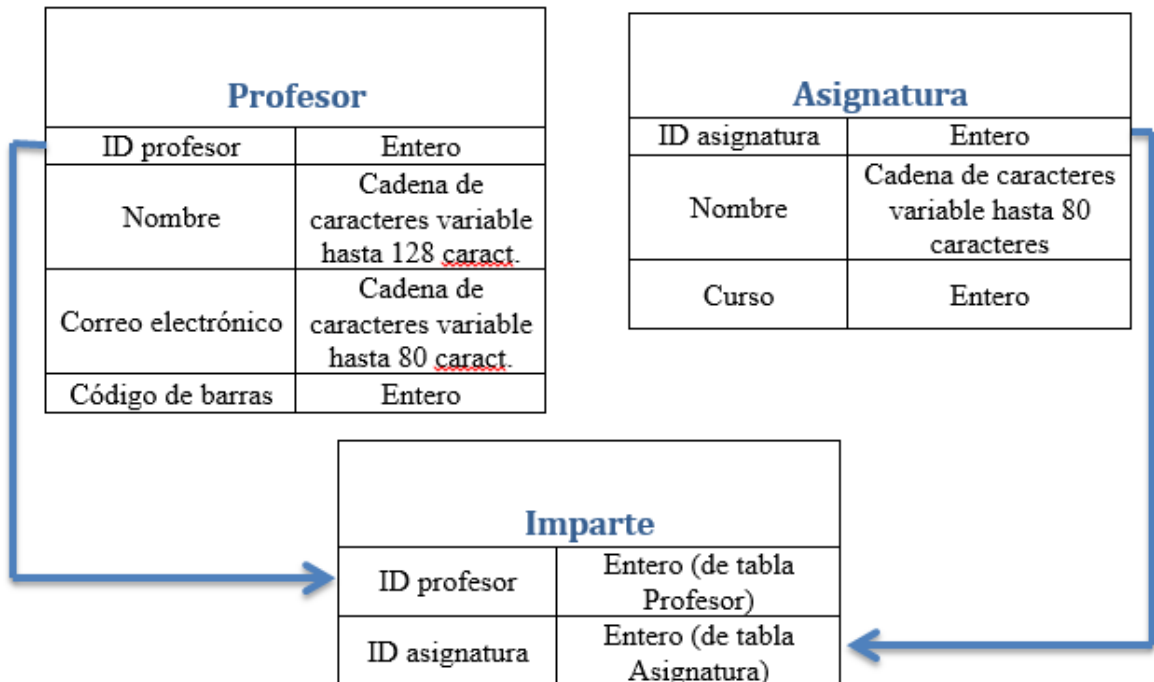 Profesor
ID profesor
Entero
Nombre
Cadena de
caracteres variable
hasta 128 caract.
Correo electrónico
Cadena de
caracteres variable
hasta 80 caract.
Código de barras
Entero
Asignatura
ID asignatura
Entero
Nombre
Cadena de caracteres
variable hasta 80
caracteres
Curso
Entero
Imparte
ID profesor
Entero (de tabla
Profesor)
ID asignatura
Entero (de tabla
Asignatura)